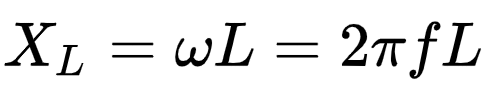 X_L = ωL = 2πfL